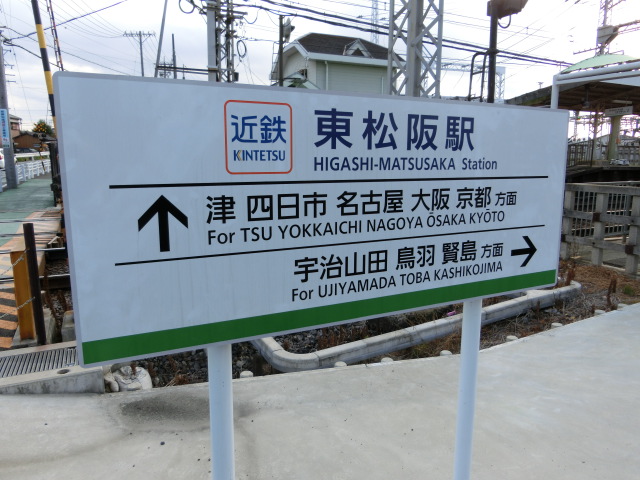 近鉄
KINTETSU
東松阪駅
HIGASHI-MATSUSAKA Station
津 四日市 名古屋 大阪 京都 方面
For TSU YOKKAICHI NAGOYA ŌSAKA KYŌTO
宇治山田 鳥羽 賢島 方面
For UJIYAMADA TOBA KASHIKOJIMA